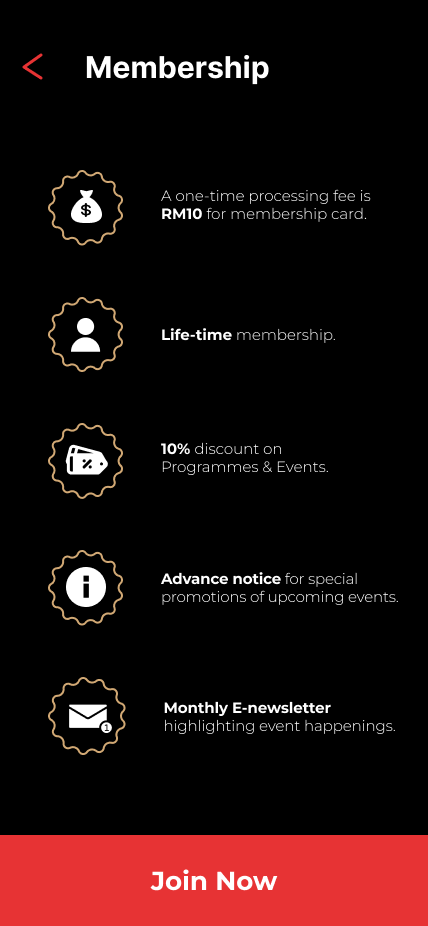 Membership
A one-time processing fee is
RM10 for membership card.
Life-time membership.
10% discount on
Programmes & Events.
Advance notice for special
promotions of upcoming events.
Monthly E-newsletter
1
highlighting event happenings.
Join Now